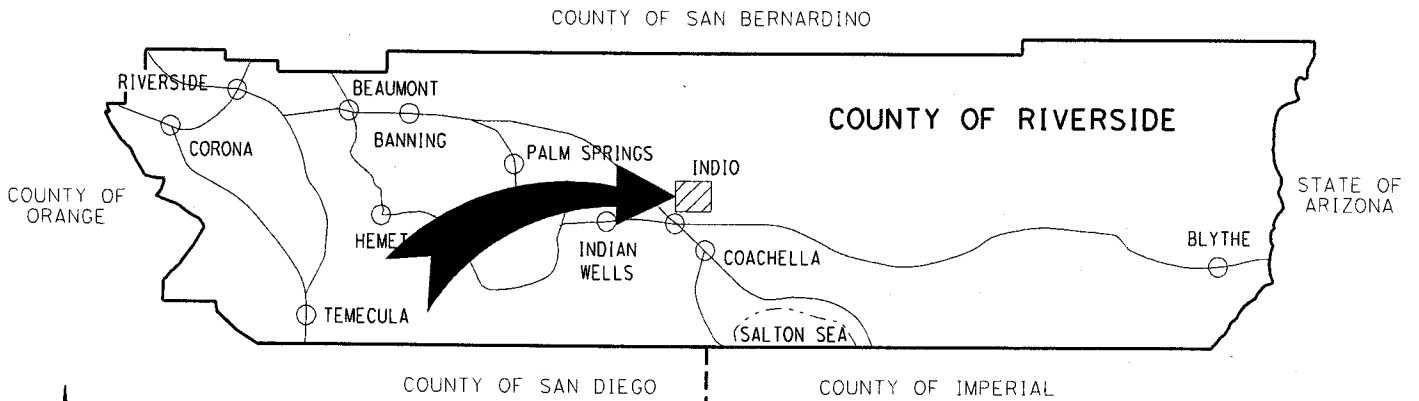 COUNTY OF SAN BERNARDINO
RIVERSIDE
BEAUMONT
COUNTY OF RIVERSIDE
CORONA
BANNING
PALM SPRINGS
INDIO
COUNTY OF
ORANGE
STATE OF
ARIZONA
HEMET
INDIAN
WELLS
COACHELLA
BLYTHE
TEMECULA
SALTON SEA
COUNTY OF SAN DIEGO
COUNTY OF IMPERIAL